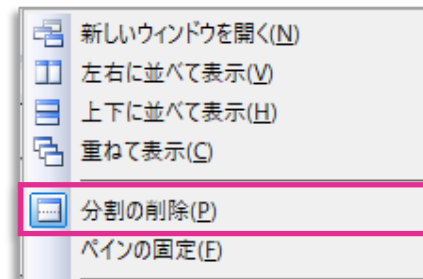 新しいウィンドウを開く(N)
左右に並べて表示(V)
上下に並べて表示(H)
重ねて表示(C)
分割の削除(P)
ペインの固定(F)